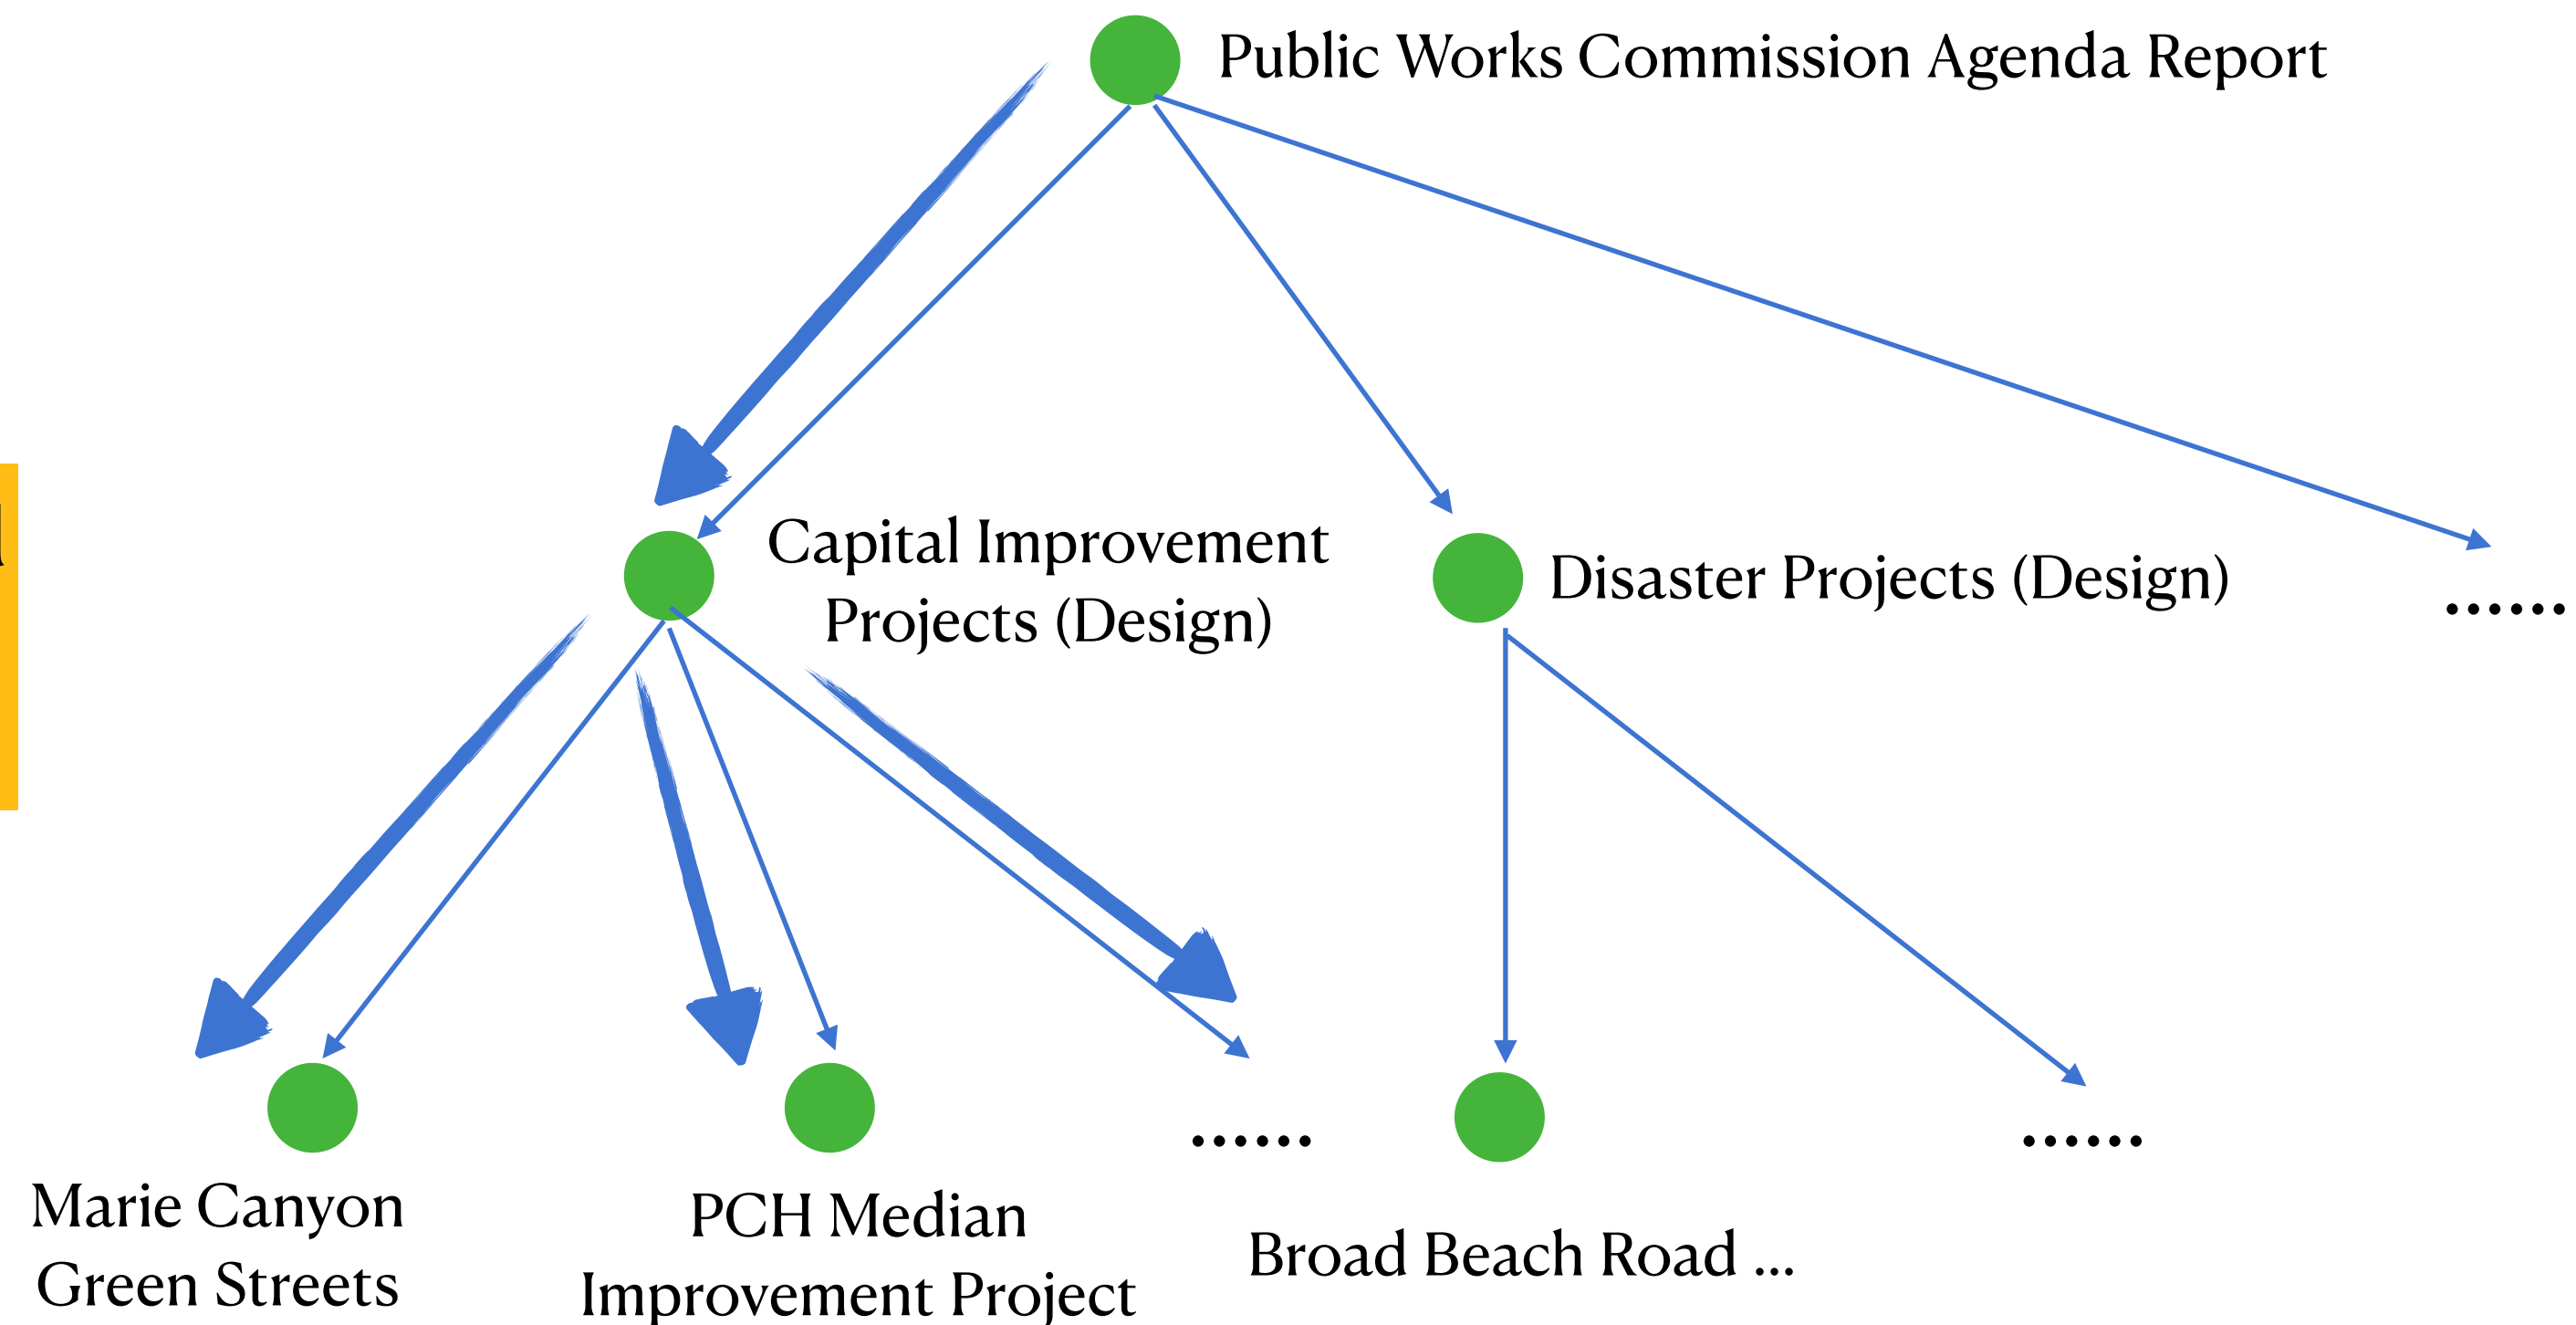 Public Works Commission Agenda Report
Capital Improvement
Projects (Design)
Disaster Projects (Design)
......
......
......
Marie Canyon
Green Streets
PCH Median
Improvement Project
Broad Beach Road ...